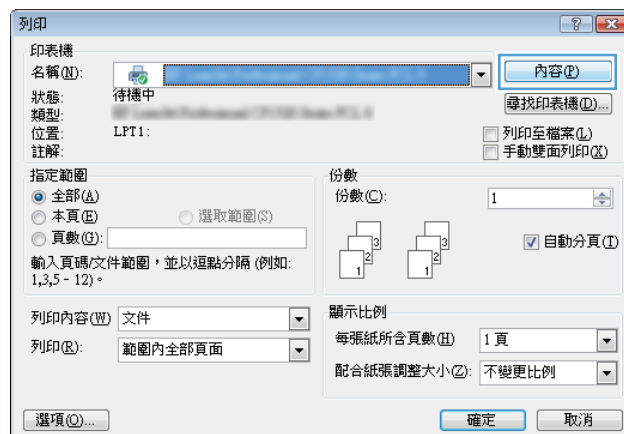 列印
印表機
名稱(N):
內容(P)
狀態: 待機中
尋找印表機(D)...
類型:
位置: LPT1:
列印至檔案(L)
註解:
手動雙面列印(X)
指定範圍
全部(A)
本頁(E) 選取範圍(S)
頁數(G):
輸入頁碼/文件範圍,並以逗點分隔 (例如:
1,3,5 - 12)。
份數
份數(C): 1
3 3
2 2
1 1
自動分頁(T)
列印內容(W) 文件
列印(R): 範圍內全部頁面
顯示比例
每張紙所含頁數(H) 1 頁
配合紙張調整大小(Z): 不變更比例
選項(O)...
確定 取消